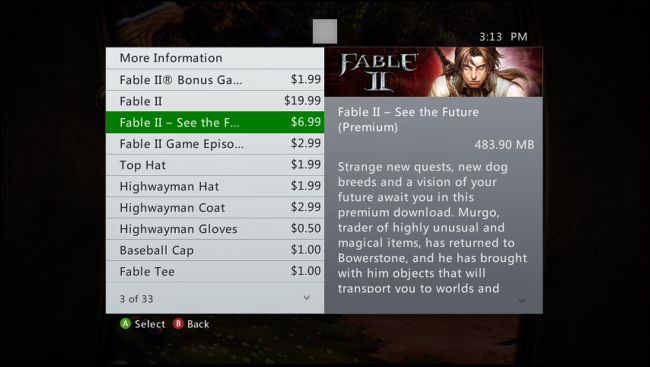 3:13 PM
More Information
Fable II® Bonus Ga... $1.99
Fable II $19.99
Fable II – See the F... $6.99
Fable II Game Episo... $2.99
Top Hat $1.99
Highwayman Hat $1.99
Highwayman Coat $2.99
Highwayman Gloves $0.50
Baseball Cap $1.00
Fable Tee $1.00
3 of 33
FABLE
II
Fable II – See the Future
(Premium)
483.90 MB
Strange new quests, new dog
breeds and a vision of your
future await you in this
premium download. Murgo,
trader of highly unusual and
magical items, has returned to
Bowerstone, and he has brought
with him objects that will
transport you to worlds and
A Select B Back